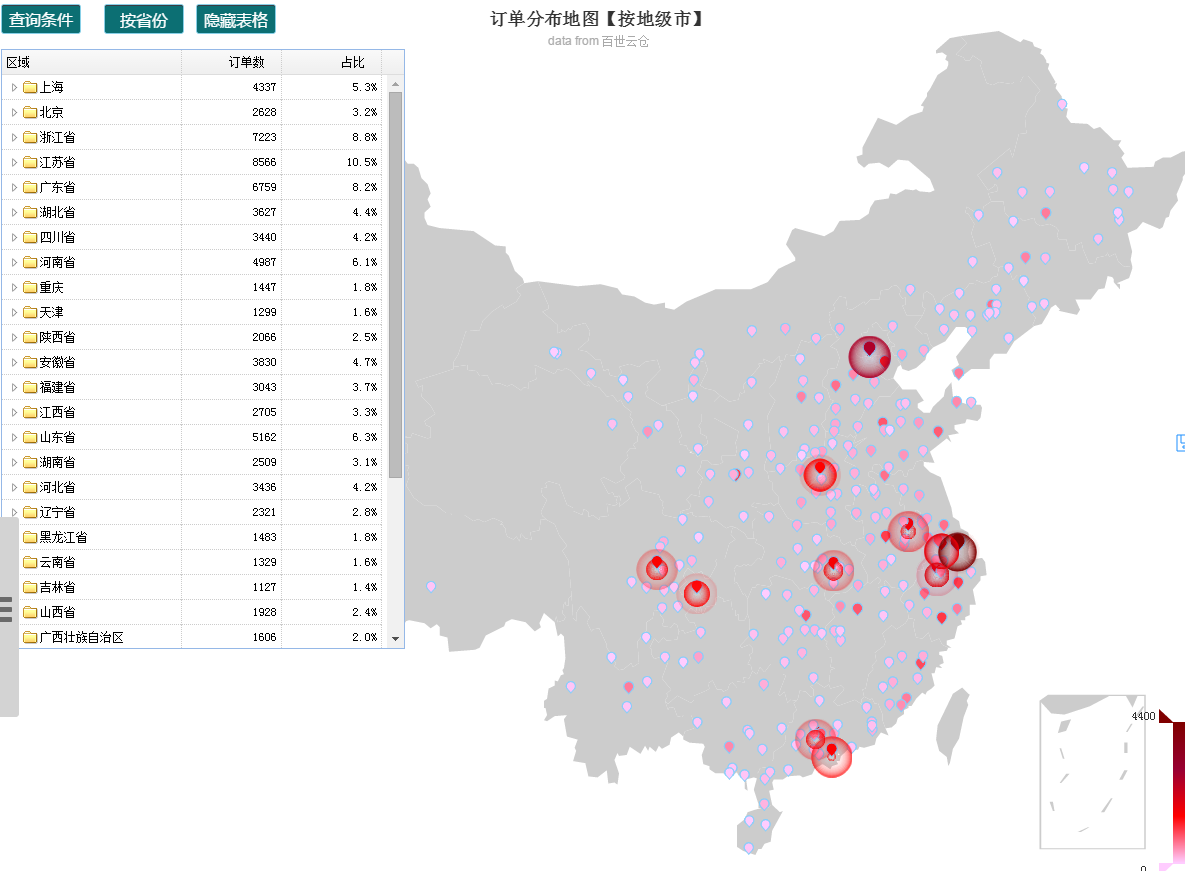 查询条件 按省份 隐藏表格
订单分布地图【按地级市】
data from 百世云仓
区域 订单数 占比
上海 4337 5.3%
北京 2628 3.2%
浙江省 7223 8.8%
江苏省 8566 10.5%
广东省 6759 8.2%
湖北省 3627 4.4%
四川省 3440 4.2%
河南省 4987 6.1%
重庆 1447 1.8%
天津 1299 1.6%
陕西省 2066 2.5%
安徽省 3830 4.7%
福建省 3043 3.7%
江西省 2705 3.3%
山东省 5162 6.3%
湖南省 2509 3.1%
河北省 3436 4.2%
辽宁省 2321 2.8%
黑龙江省 1483 1.8%
云南省 1329 1.6%
吉林省 1127 1.4%
山西省 1928 2.4%
广西壮族自治区 1606 2.0%
4400
0